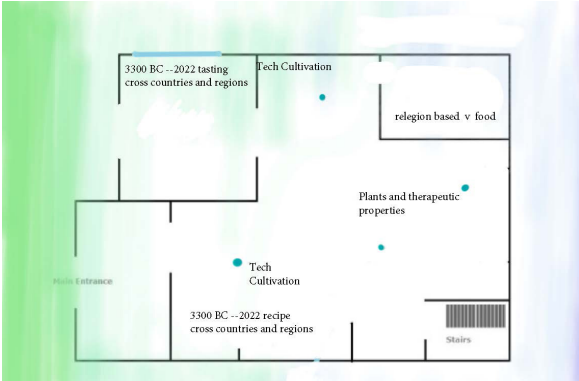 3300 BC --2022 tasting
cross countries and regions
Tech Cultivation
relegion based v food
Plants and therapeutic
properties
Tech
Cultivation
Main Entrance
3300 BC --2022 recipe
cross countries and regions
Stairs